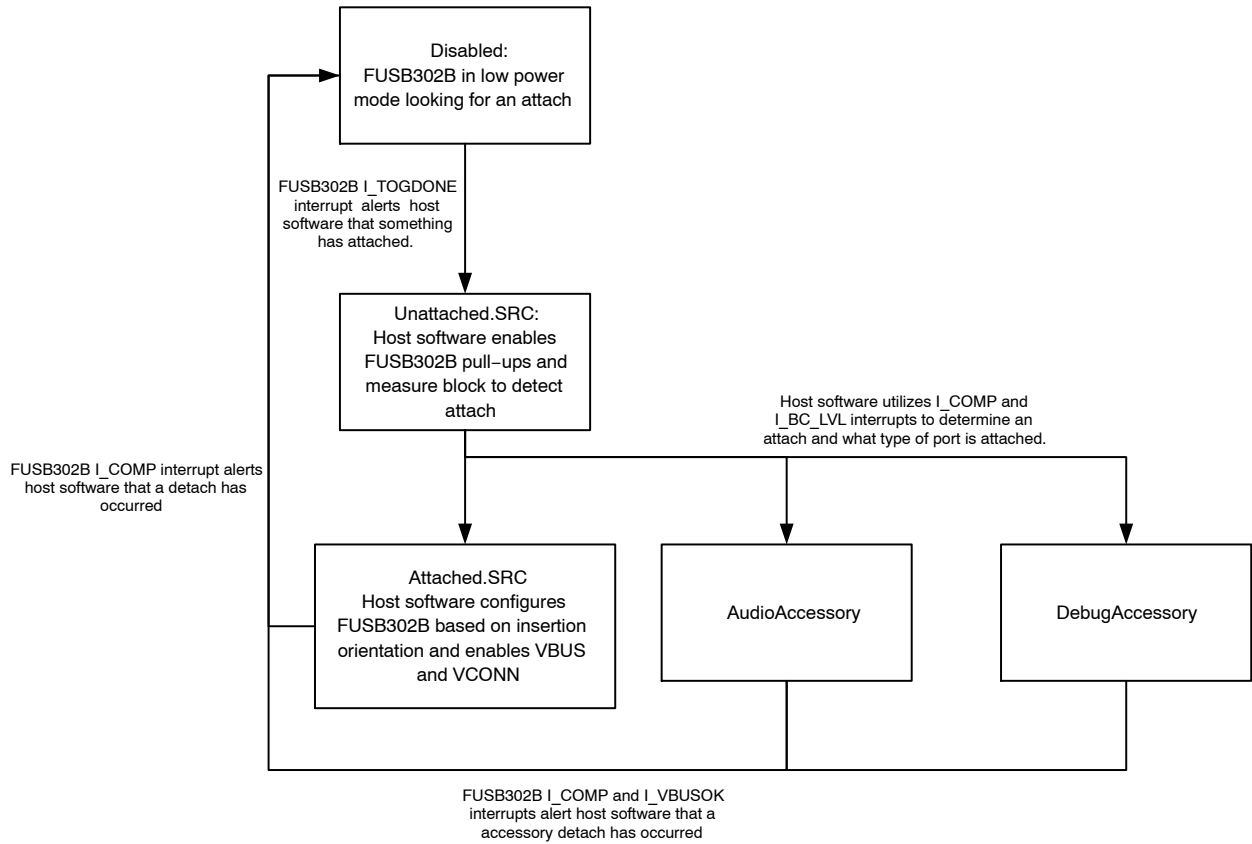 Disabled:
FUSB302B in low power
mode looking for an attach
FUSB302B I_TOGDONE
interrupt alerts host
software that something
has attached.
Unattached.SRC:
Host software enables
FUSB302B pull−ups and
measure block to detect
attach
Host software utilizes I_COMP and
I_BC_LVL interrupts to determine an
attach and what type of port is attached.
FUSB302B I_COMP interrupt alerts
host software that a detach has
occurred
Attached.SRC
Host software configures
FUSB302B based on insertion
orientation and enables VBUS
and VCONN
AudioAccessory
DebugAccessory
FUSB302B I_COMP and I_VBUSOK
interrupts alert host software that a
accessory detach has occurred